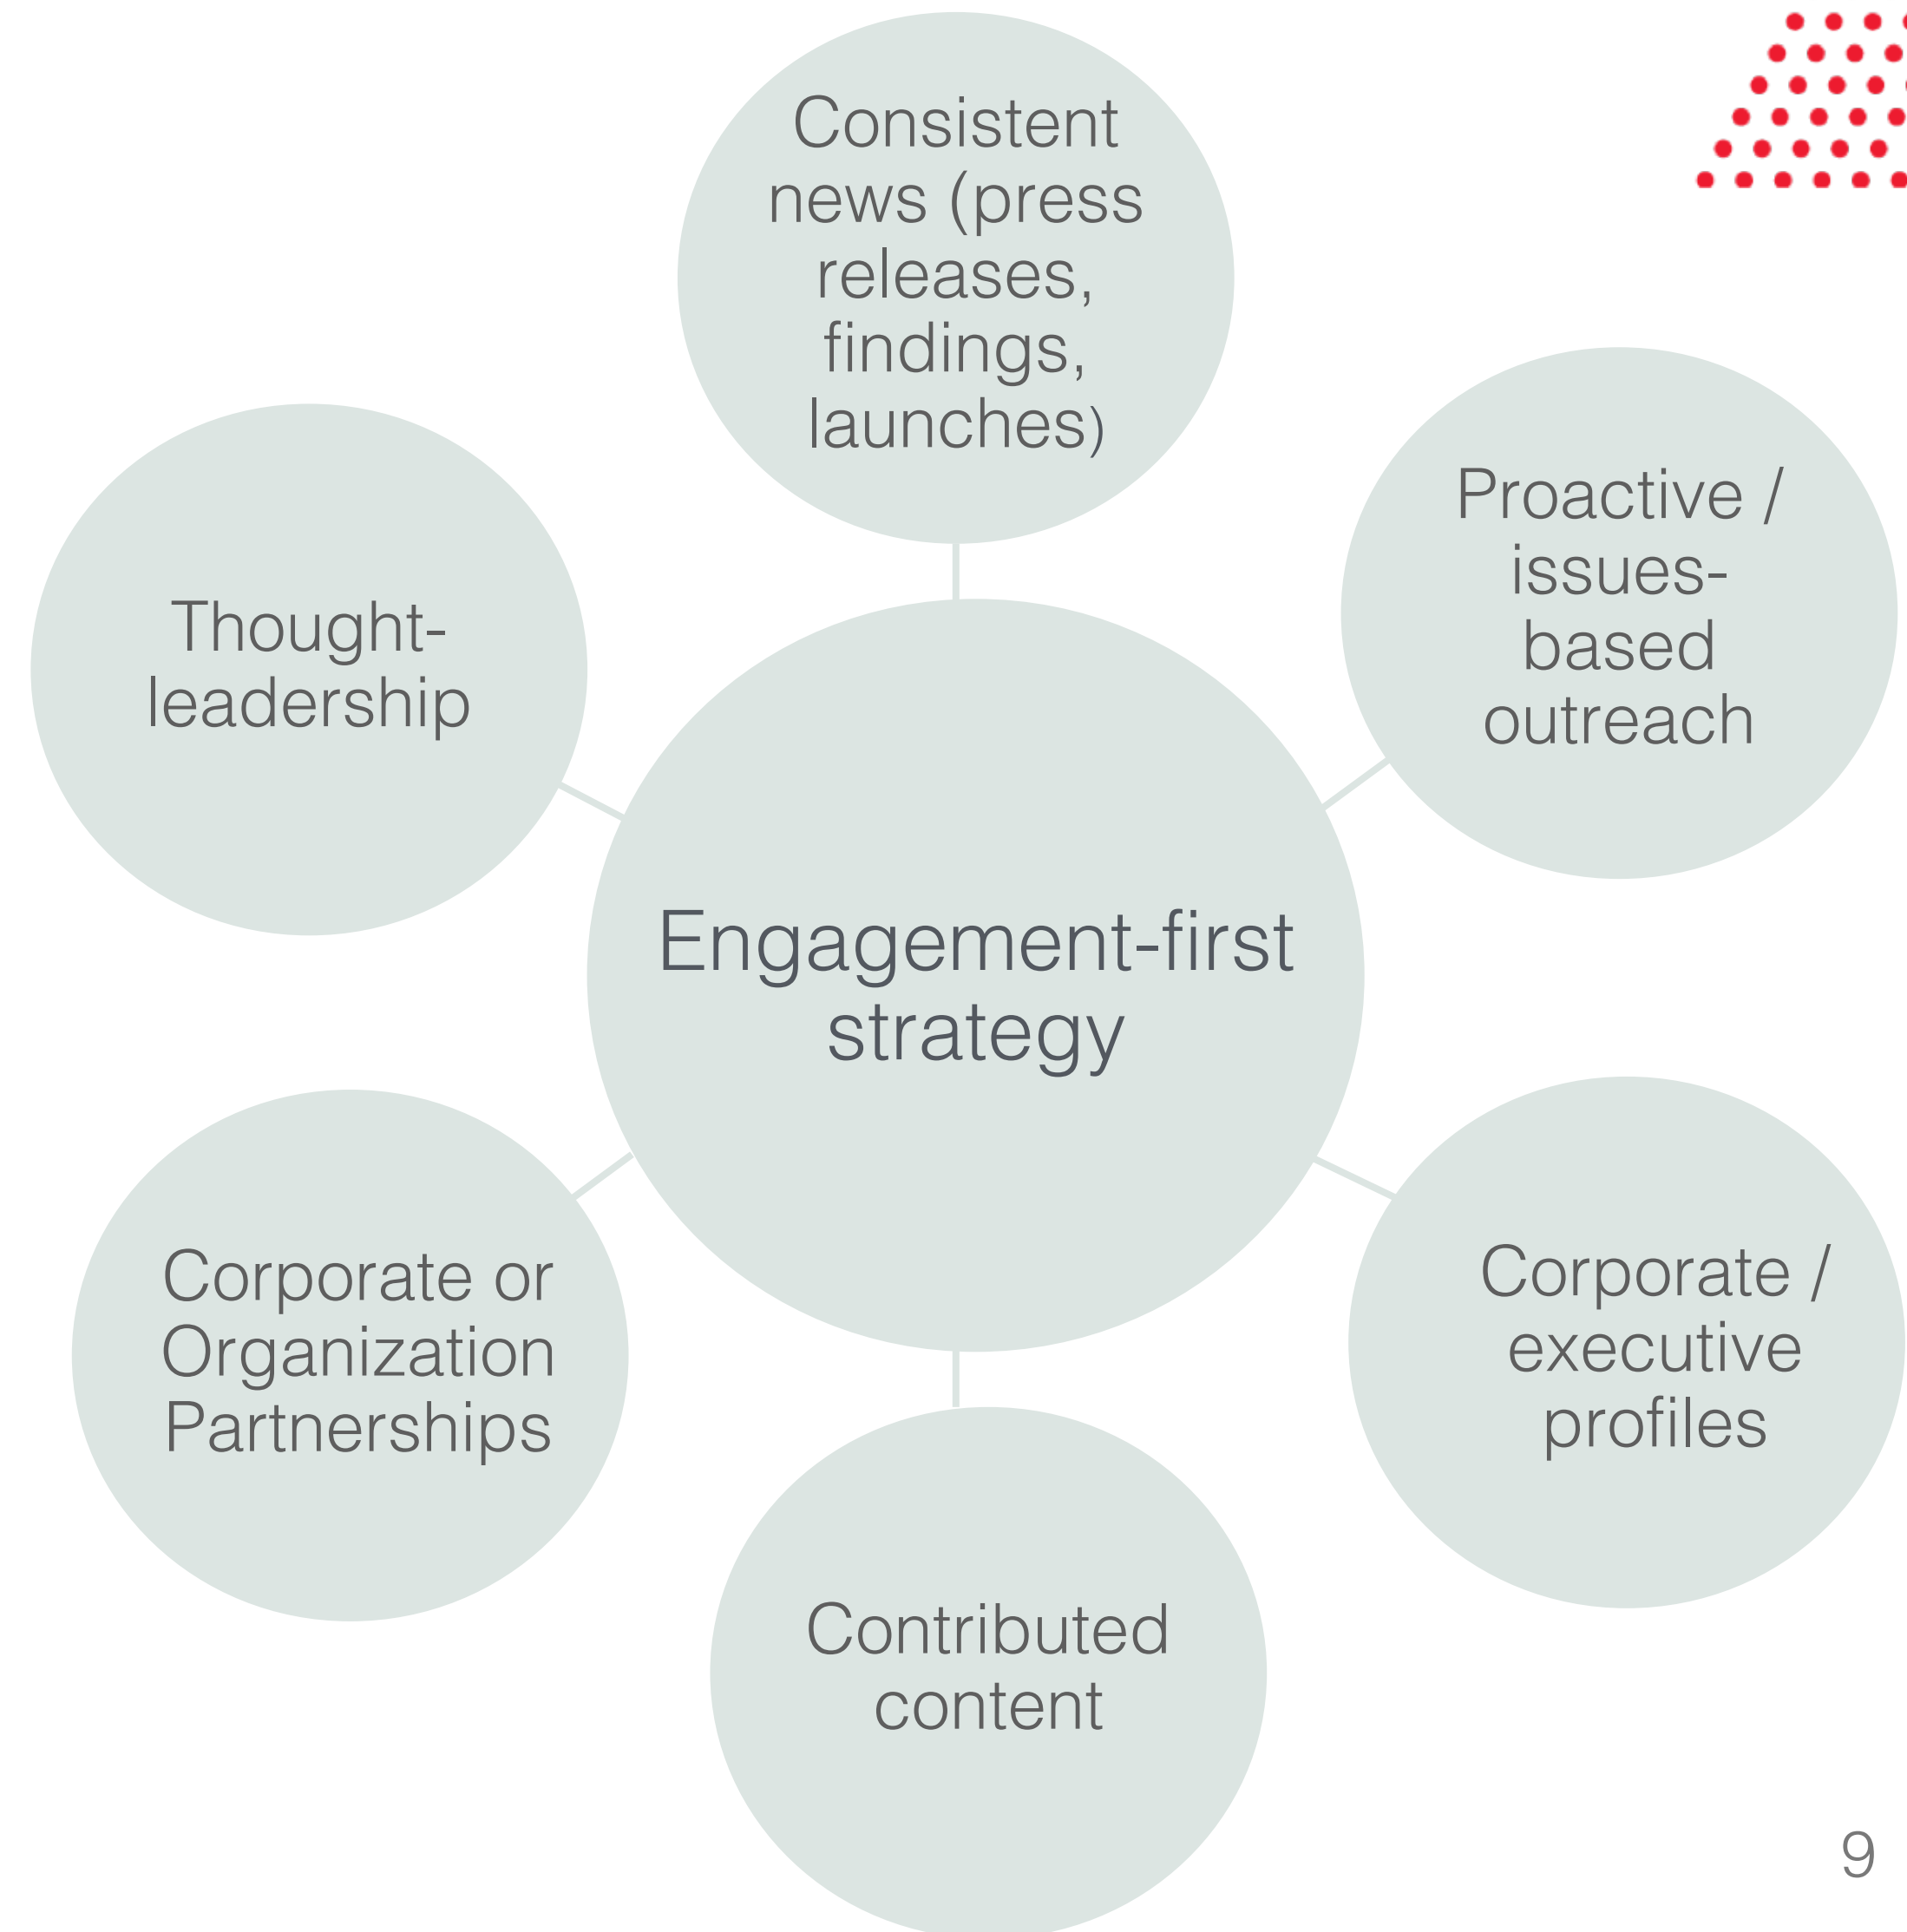 Consistent
news (press
releases,
findings,
launches)
Proactive /
issues-
based
outreach
Thought-
leadership
Engagement-first
strategy
Corporate or
Organization
Partnerships
Corporate /
executive
profiles
Contributed
content
9